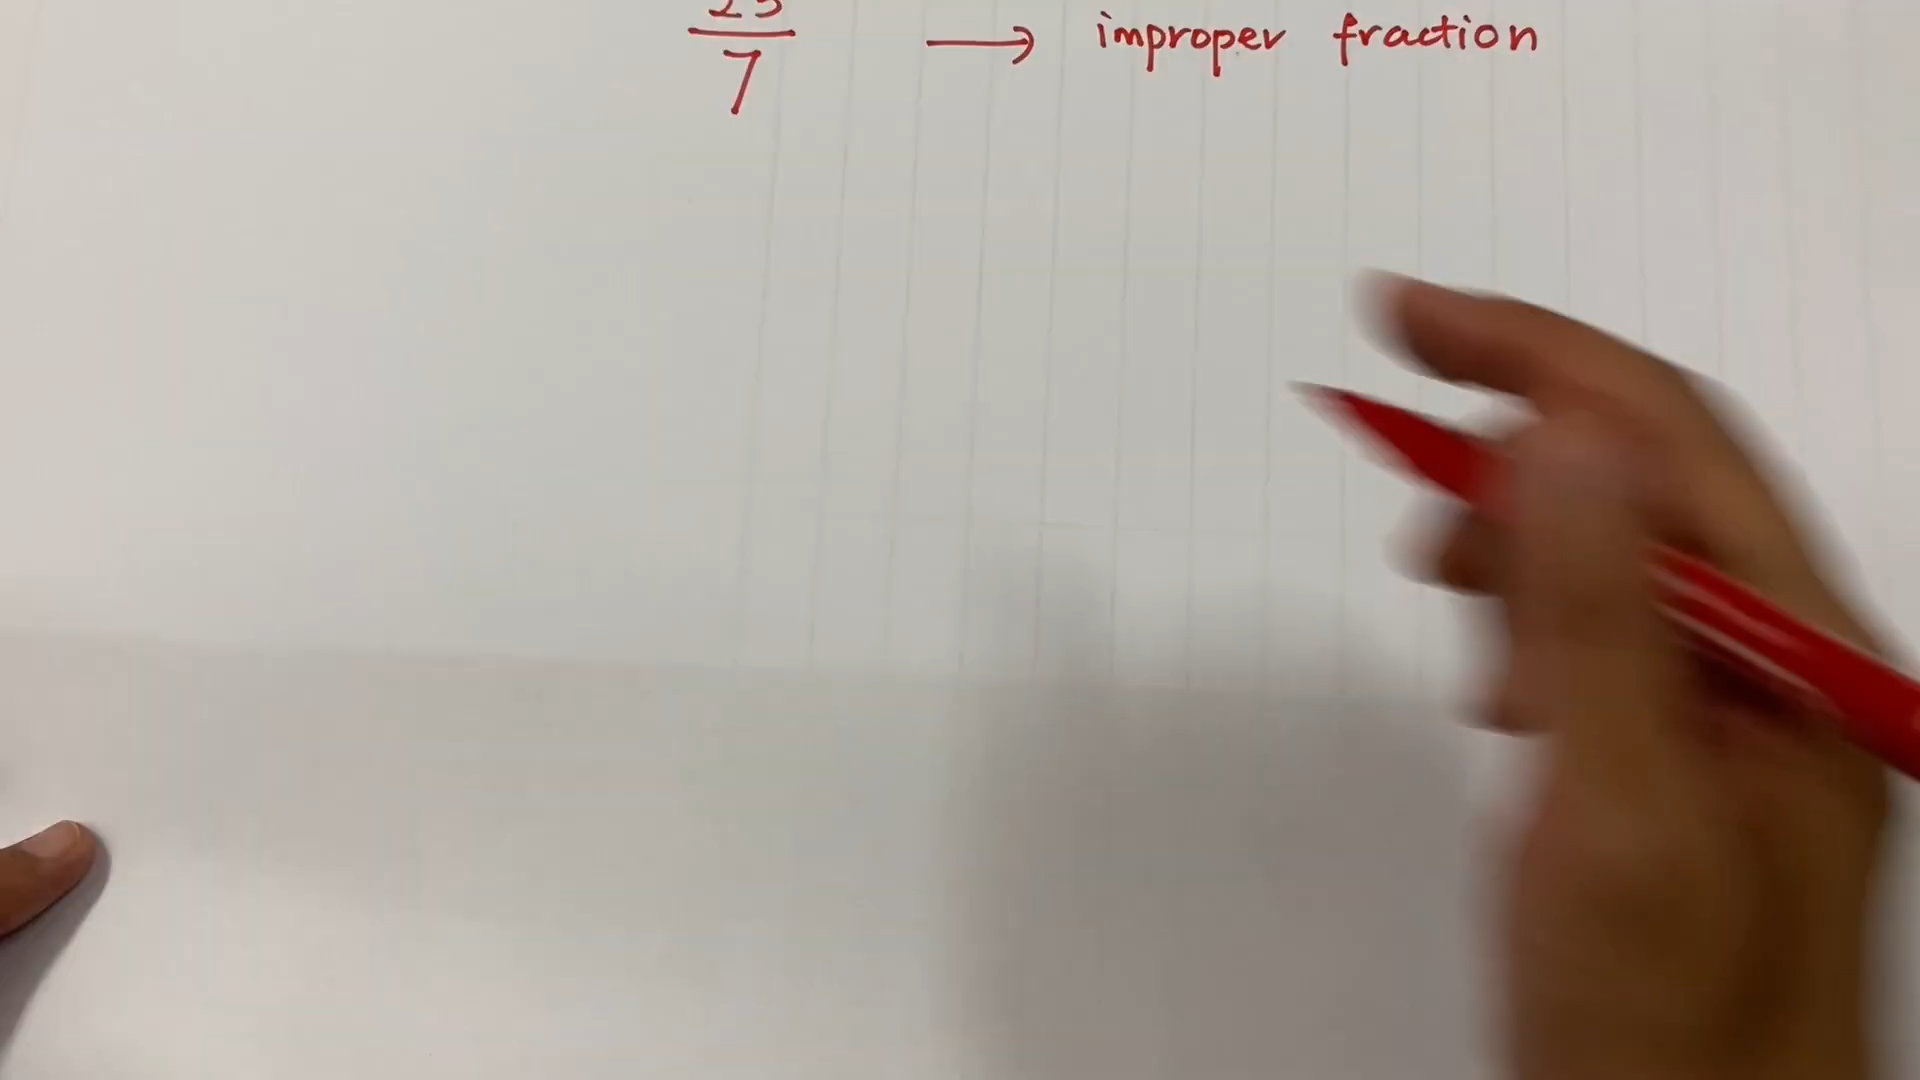 7 → improper fraction